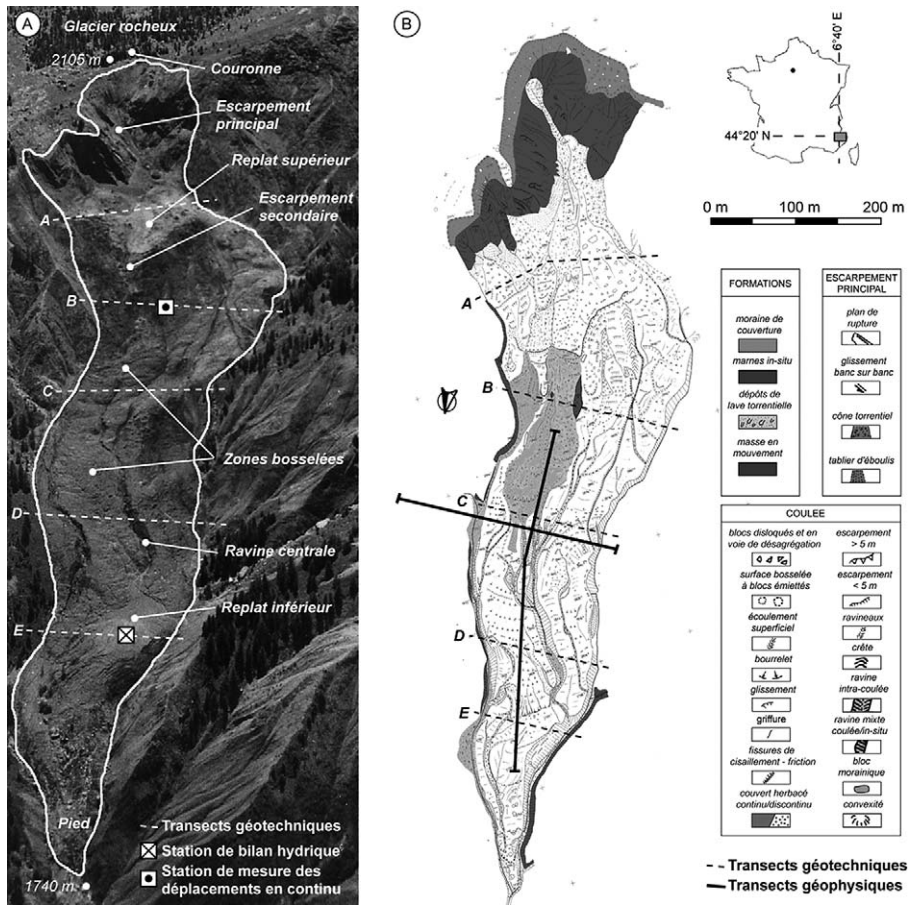 A
Glacier rocheux
2105 m
Couronne
Escarpement
principal
Replat supérieur
Escarpement
secondaire
A
B
C
Zones bosselées
D
Ravine centrale
Replat inférieur
E
Pied
1740 m
Transects géotechniques
Station de bilan hydrique
Station de mesure des
déplacements en continu
B
A
B
C
D
E
6°40' E
44°20' N
0 m
100 m
200 m
FORMATIONS
moraine de
couverture
marnes in-situ
dépôts de
lave torrentielle
masse en
mouvement
ESCARPEMENT
PRINCIPAL
plan de
rupture
glissement
banc sur banc
cône torrentiel
tablier d'éboulis
COULEE
blocs disloqués et en
voie de désagrégation
surface bosselée
à blocs émiettés
écoulement
superficiel
bourrelet
glissement
griffure
fissures de
cisaillement - friction
couvert herbacé
continu/discontinu
escarpement
> 5 m
escarpement
< 5 m
ravineaux
crête
ravine
intra-coulée
ravine mixte
coulée/in-situ
bloc
morainique
convexité
Transects géotechniques
Transects géophysiques